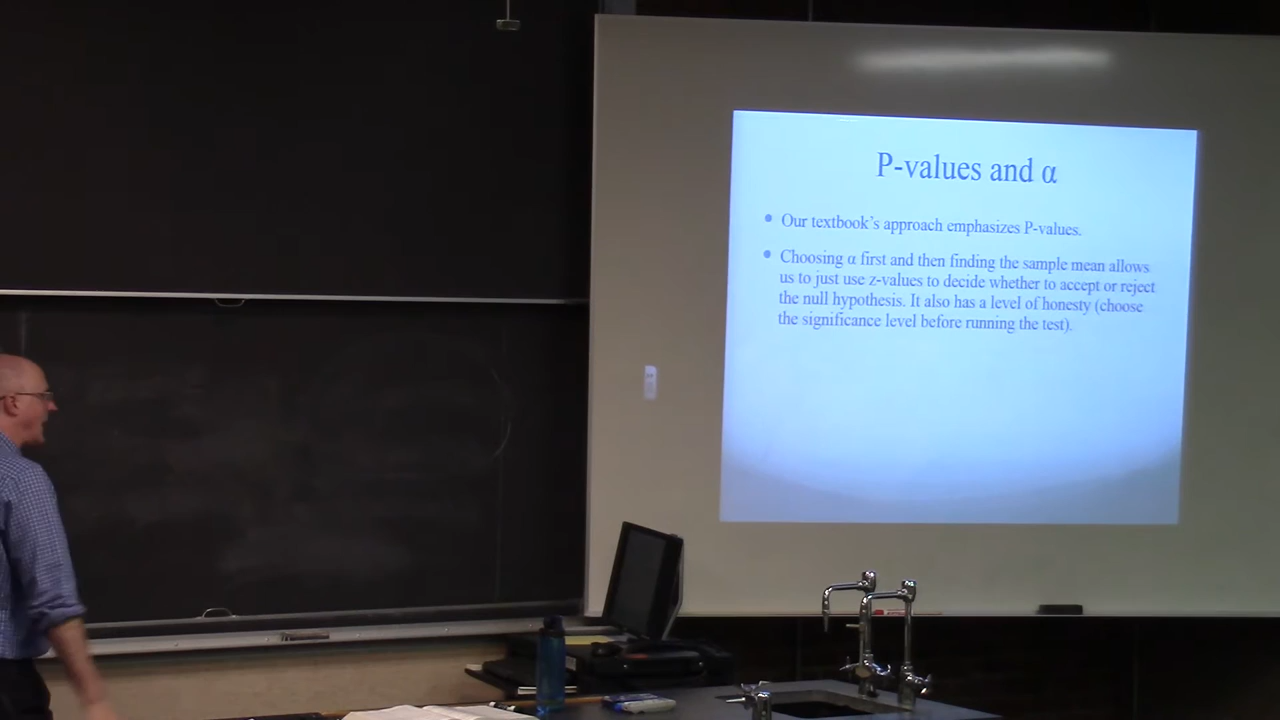 P-values and α
• Our textbook's approach emphasizes P-values.
• Choosing α first and then finding the sample mean allows
us to just use z-values to decide whether to accept or reject
the null hypothesis. It also has a level of honesty (choose
the significance level before running the test).